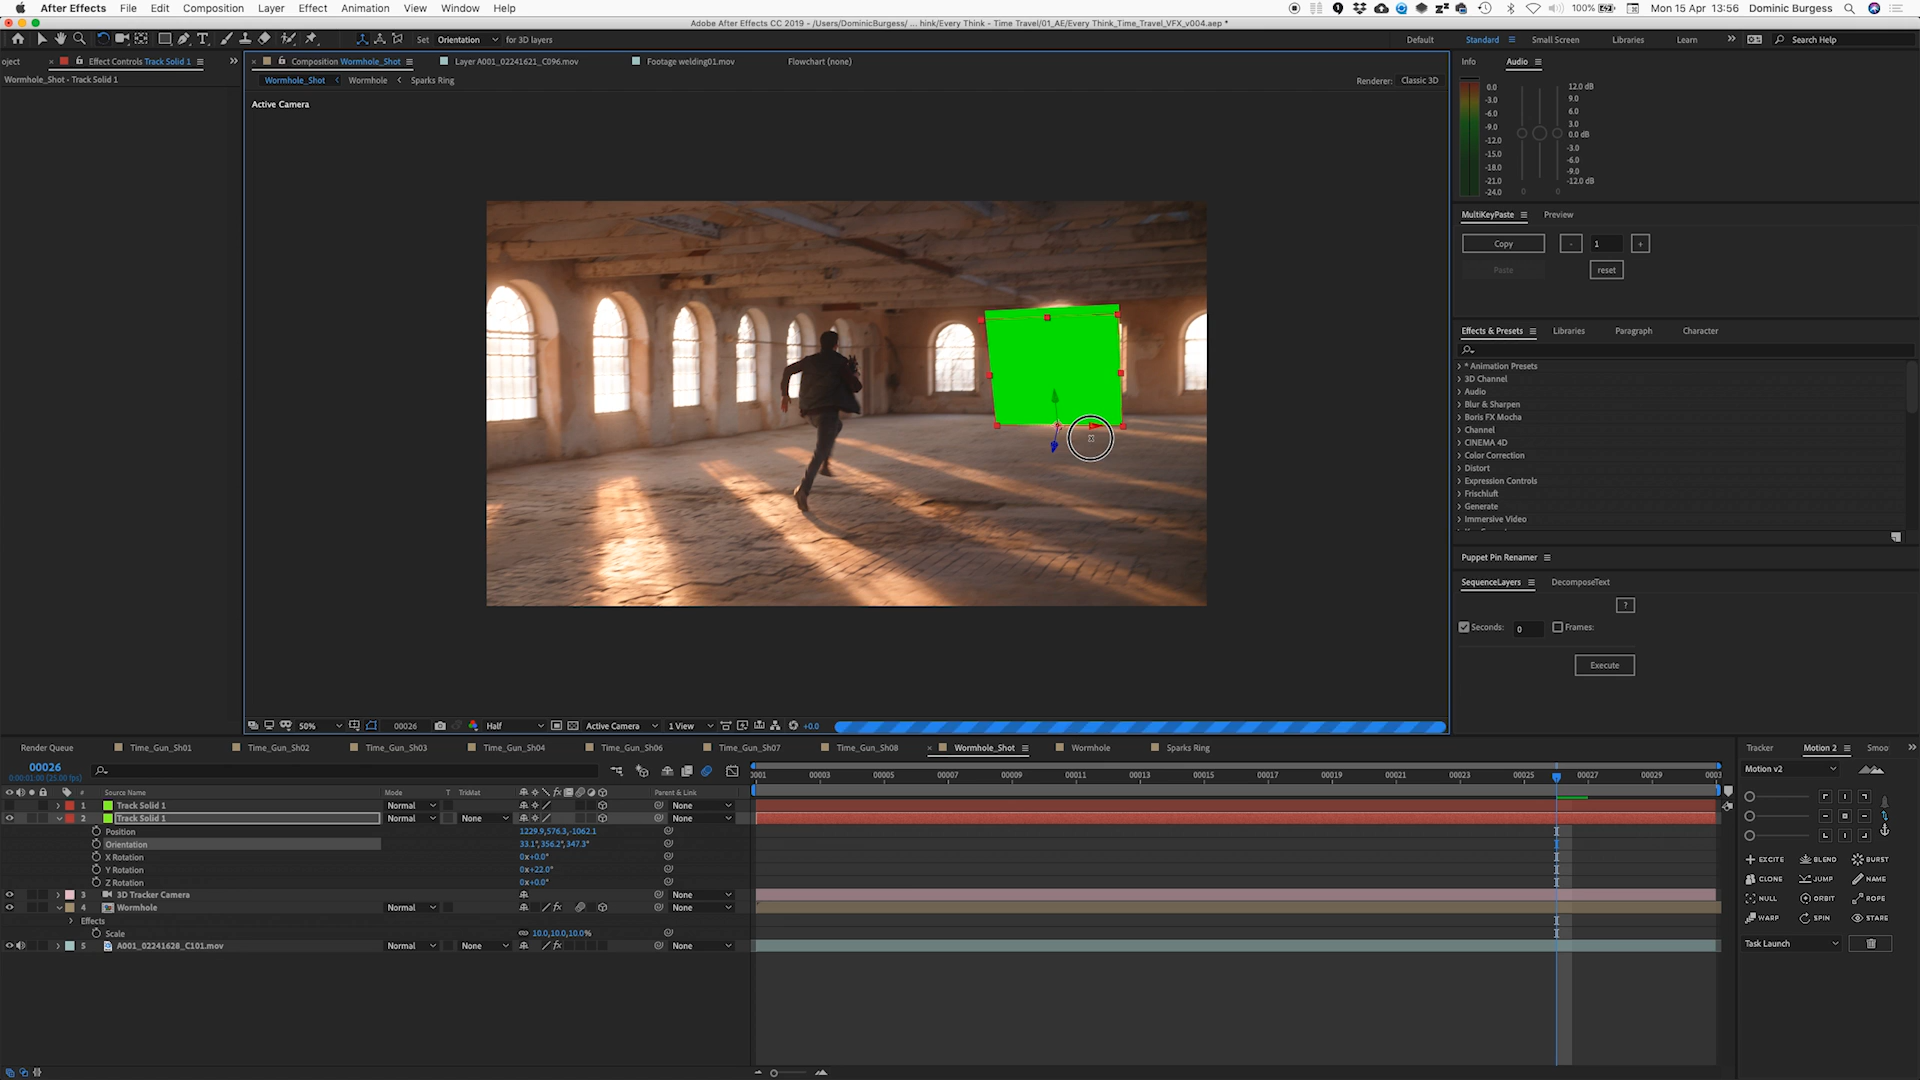 After Effects File Edit Composition Layer Effect Animation View Window Help 100% Mon 15 Apr 13:56 Dominic Burgess
Adobe After Effects CC 2019 - /Users/DominicBurgess/ ... hink/Every Think - Time Travel/01_AE/Every Think_Time_Travel_VFX_v004.aep *
Set Orientation for 3D layers Default Standard Small Screen Libraries Learn Search Help
oject Effect Controls Track Solid 1 Composition Wormhole_Shot Layer A001_02241621_C096.mov Footage welding01.mov Flowchart (none) Info Audio
Wormhole_Shot - Track Solid 1 Wormhole_Shot Wormhole Sparks Ring Renderer: Classic 3D
Active Camera
0.0 12.0 dB
-3.0 9.0
-6.0 6.0
-9.0 3.0
-12.0 0.0 dB
-15.0 -3.0
-18.0 -6.0
-21.0 -9.0
-24.0 -12.0 dB
0 0
MultiKeyPaste Preview
Copy - 1 +
Paste reset
Effects & Presets Libraries Paragraph Character
* Animation Presets
3D Channel
Audio
Blur & Sharpen
Boris FX Mocha
Channel
CINEMA 4D
Color Correction
Distort
Expression Controls
Frischluft
Generate
Immersive Video
Puppet Pin Renamer
SequenceLayers DecomposeText
?
Seconds: 0 Frames:
Execute
50% 00026 Half Active Camera 1 View +0.0
Render Queue Time_Gun_Sh01 Time_Gun_Sh02 Time_Gun_Sh03 Time_Gun_Sh04 Time_Gun_Sh06 Time_Gun_Sh07 Time_Gun_Sh08 Wormhole_Shot Wormhole Sparks Ring Tracker Motion 2 Smoo
00026
0:00:01:00 (25.00 fps)
0001 00003 00005 00007 00009 00011 00013 00015 00017 00019 00021 00023 00025 00027 00029 0003
Motion v2
# Source Name Mode T TrkMat Parent & Link
1 Track Solid 1 Normal None
2 Track Solid 1 Normal None None
Position 1229.9,576.3,-1062.1
Orientation 33.1°,356.2°,347.3°
X Rotation 0x+0.0°
Y Rotation 0x+22.0°
Z Rotation 0x+0.0°
3 3D Tracker Camera None
4 Wormhole Normal None
Effects
Scale 10.0,10.0,10.0%
5 A001_02241628_C101.mov Normal None None
EXCITE BLEND BURST
CLONE JUMP NAME
NULL ORBIT ROPE
WARP SPIN STARE
Task Launch